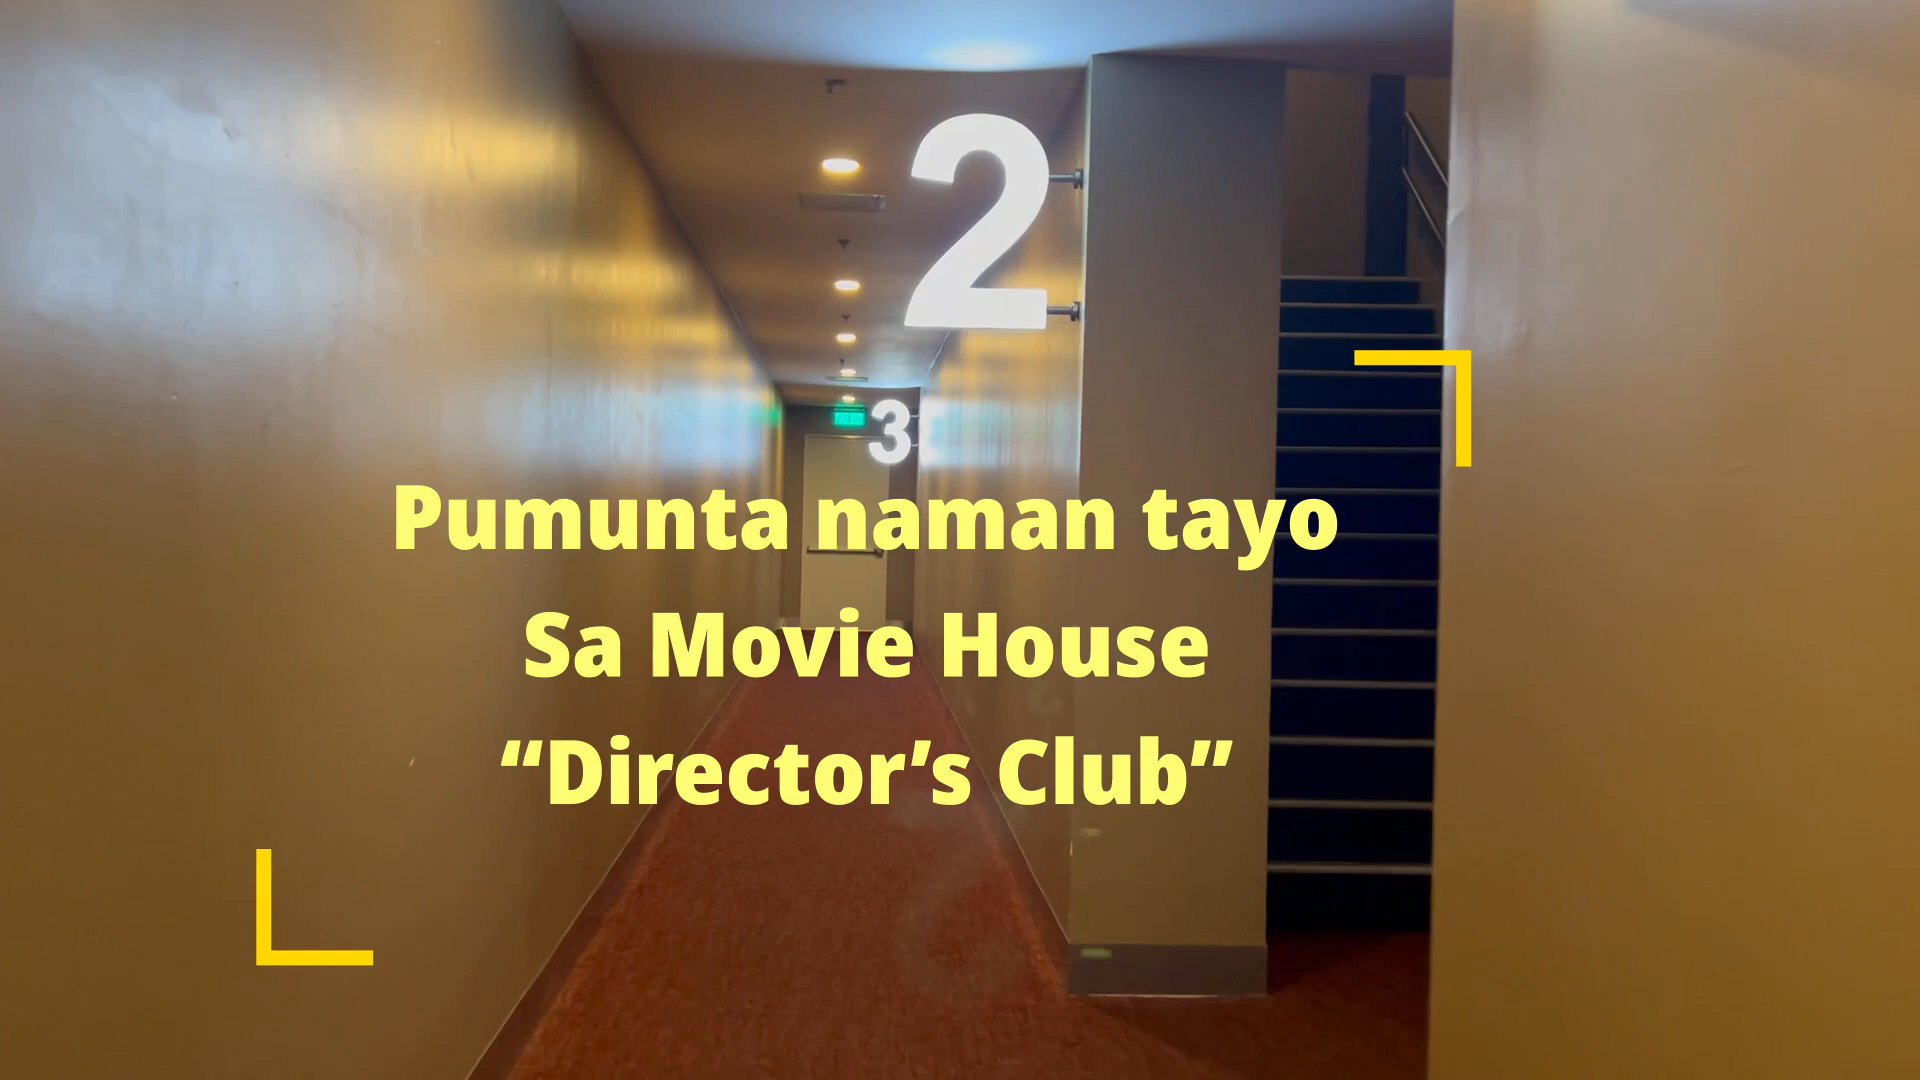 2
3
Pumunta naman tayo
Sa Movie House
“Director’s Club”